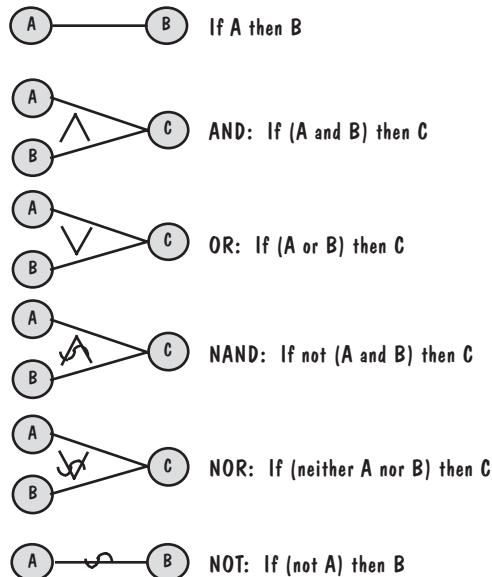 A B If A then B
A
B
C AND: If (A and B) then C
A
B
C OR: If (A or B) then C
A
B
C NAND: If not (A and B) then C
A
B
C NOR: If (neither A nor B) then C
A B NOT: If (not A) then B